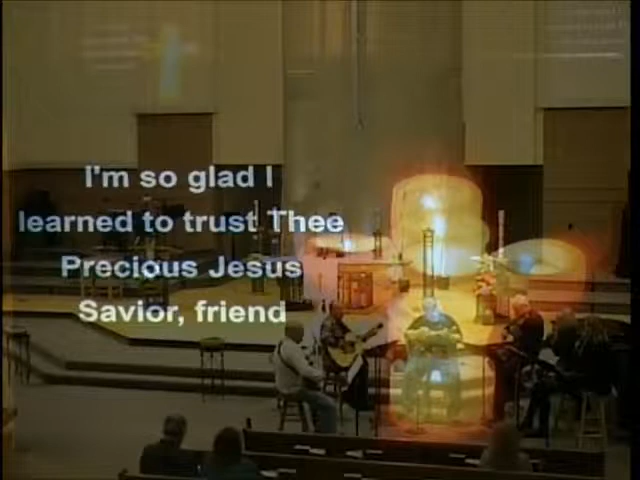 I'm so glad I
learned to trust Thee
Precious Jesus
Savior, friend